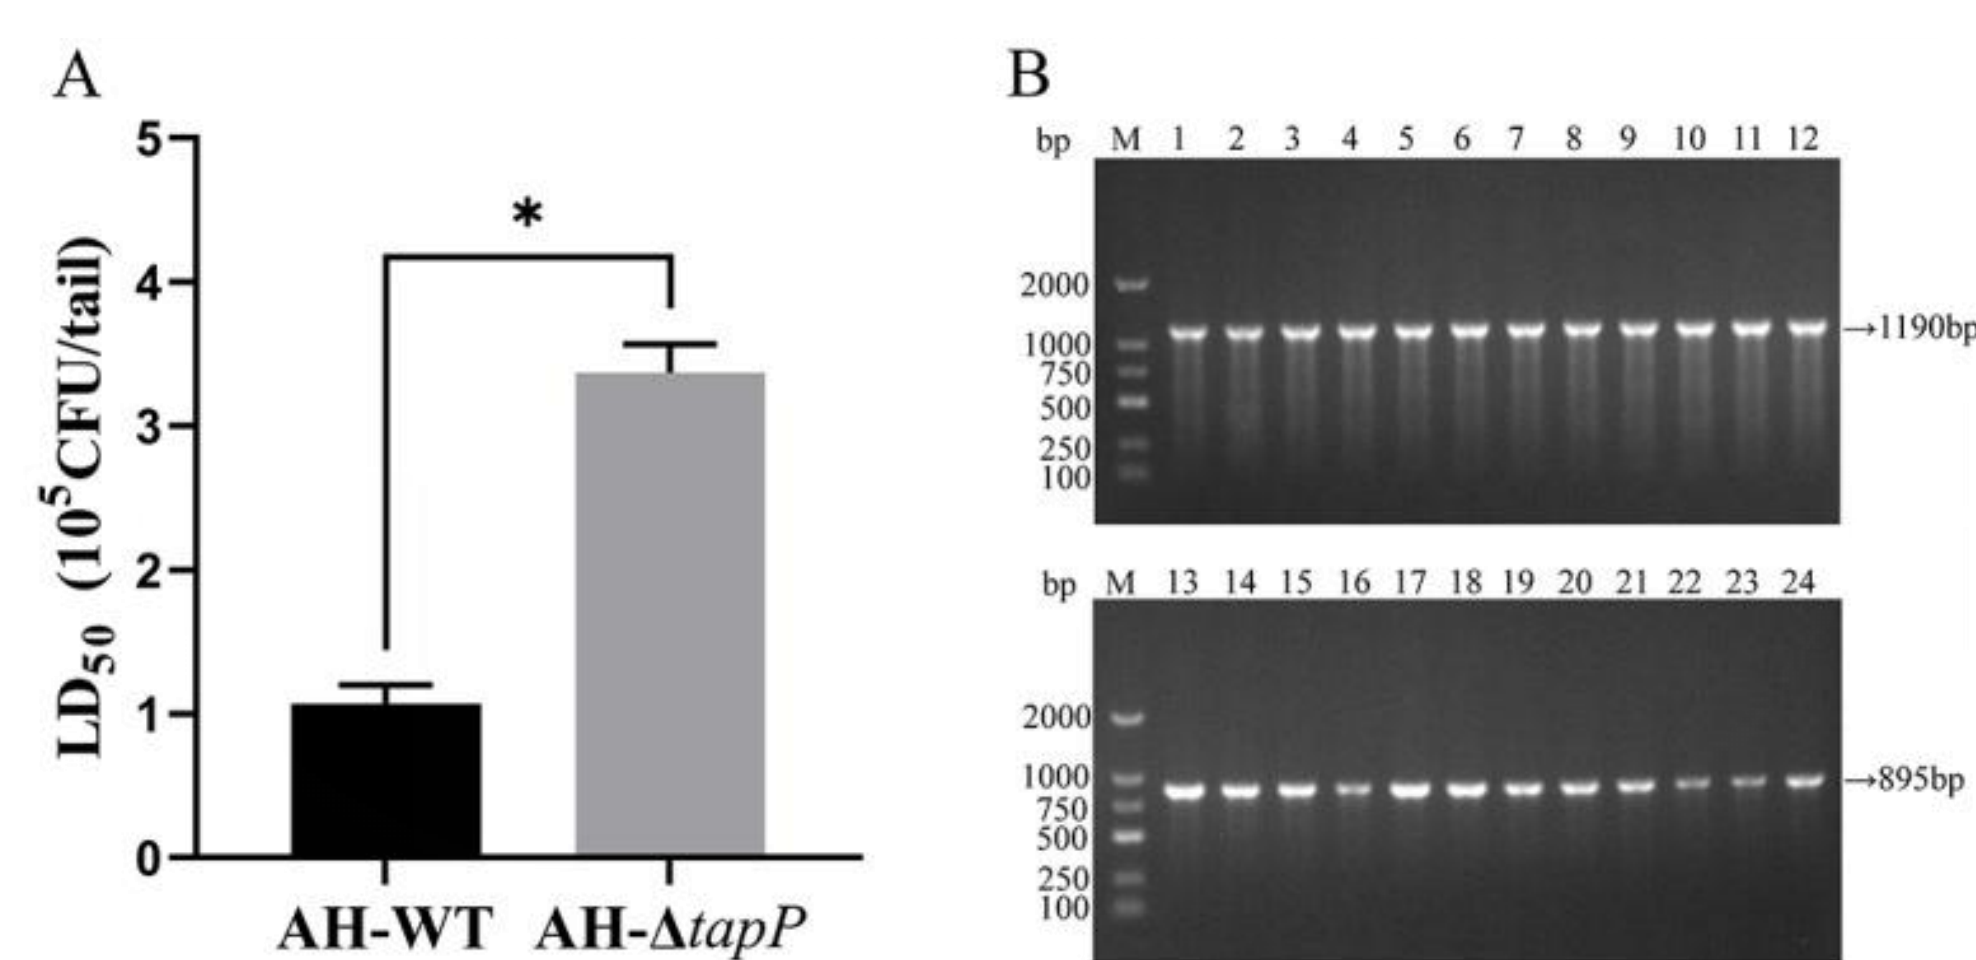 A
5
4
3
2
1
0
LD50 (10^5CFU/tail)
*
AH-WT AH-ΔtapP
B
bp M 1 2 3 4 5 6 7 8 9 10 11 12
2000
1000
750
500
250
100
→1190bp
bp M 13 14 15 16 17 18 19 20 21 22 23 24
2000
1000
750
500
250
100
→895bp